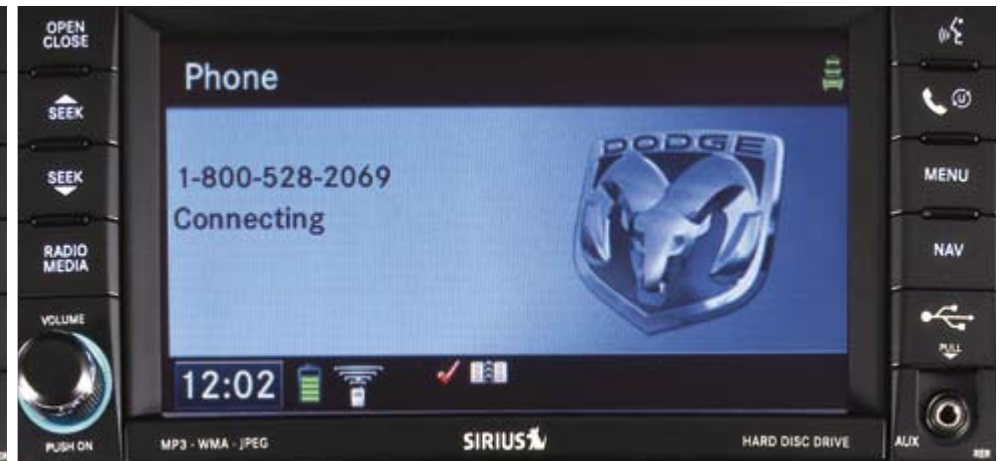 OPEN
CLOSE
SEEK
SEEK
RADIO
MEDIA
VOLUME
PUSH ON
Phone
1-800-528-2069
Connecting
DODGE
12:02
MP3 - WMA - JPEG
SIRIUS
HARD DISC DRIVE
MENU
NAV
PULL
AUX